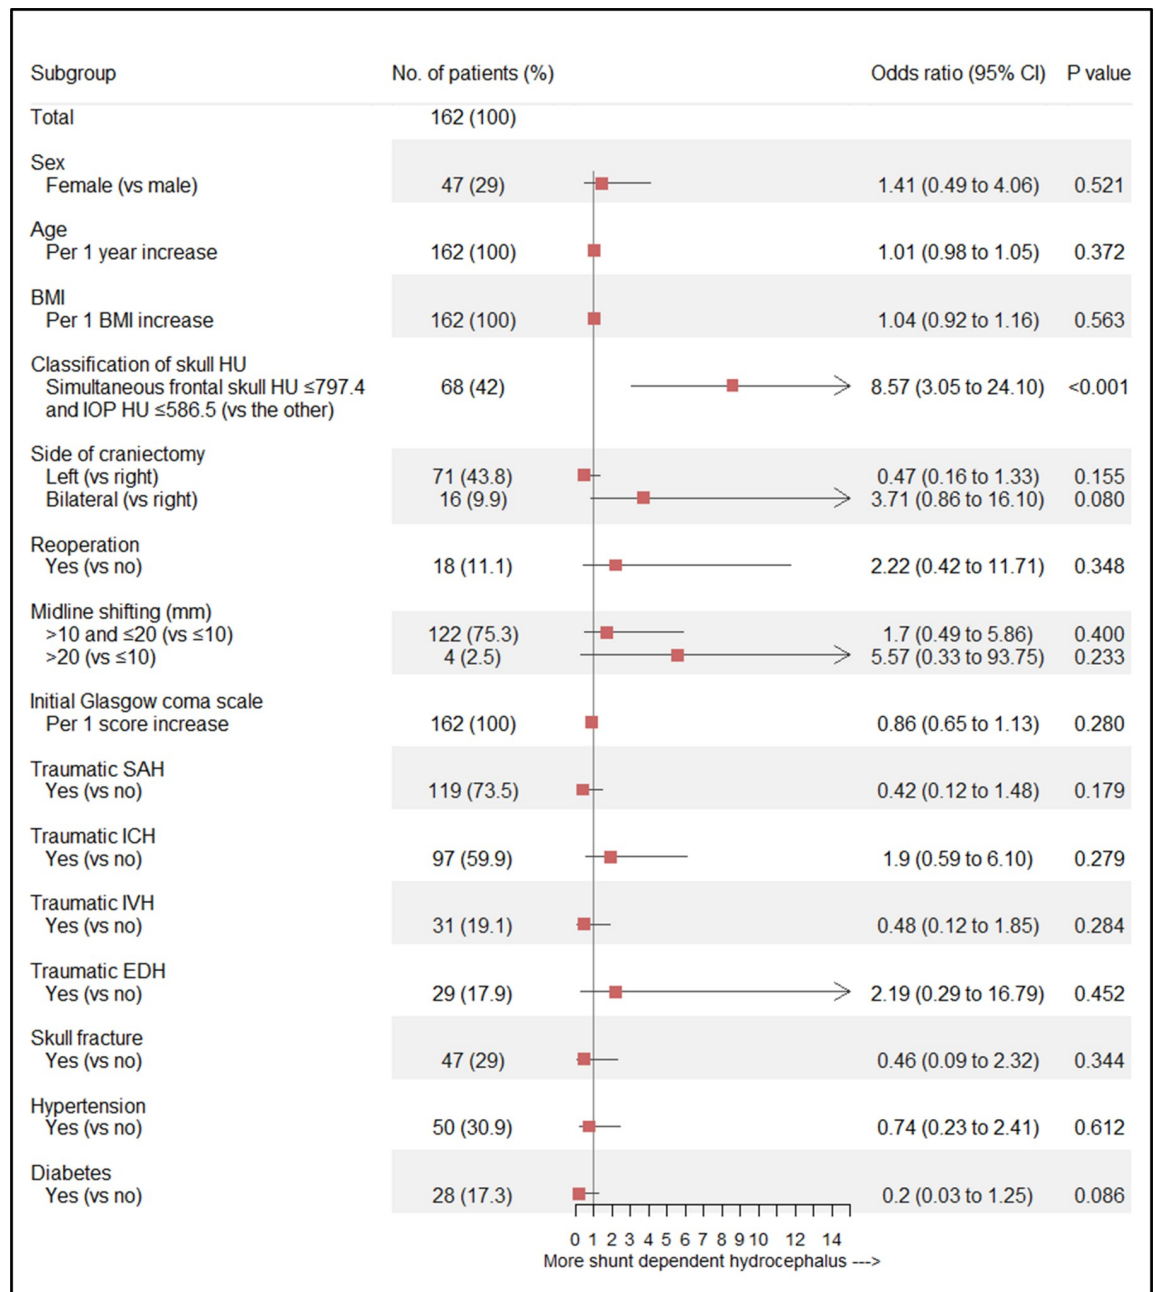 Subgroup No. of patients (%) Odds ratio (95% CI) P value
Total 162 (100)
Sex
Female (vs male) 47 (29) 1.41 (0.49 to 4.06) 0.521
Age
Per 1 year increase 162 (100) 1.01 (0.98 to 1.05) 0.372
BMI
Per 1 BMI increase 162 (100) 1.04 (0.92 to 1.16) 0.563
Classification of skull HU
Simultaneous frontal skull HU ≤797.4 68 (42) 8.57 (3.05 to 24.10) <0.001
and IOP HU ≤586.5 (vs the other)
Side of craniectomy
Left (vs right) 71 (43.8) 0.47 (0.16 to 1.33) 0.155
Bilateral (vs right) 16 (9.9) 3.71 (0.86 to 16.10) 0.080
Reoperation
Yes (vs no) 18 (11.1) 2.22 (0.42 to 11.71) 0.348
Midline shifting (mm)
>10 and ≤20 (vs ≤10) 122 (75.3) 1.7 (0.49 to 5.86) 0.400
>20 (vs ≤10) 4 (2.5) 5.57 (0.33 to 93.75) 0.233
Initial Glasgow coma scale
Per 1 score increase 162 (100) 0.86 (0.65 to 1.13) 0.280
Traumatic SAH
Yes (vs no) 119 (73.5) 0.42 (0.12 to 1.48) 0.179
Traumatic ICH
Yes (vs no) 97 (59.9) 1.9 (0.59 to 6.10) 0.279
Traumatic IVH
Yes (vs no) 31 (19.1) 0.48 (0.12 to 1.85) 0.284
Traumatic EDH
Yes (vs no) 29 (17.9) 2.19 (0.29 to 16.79) 0.452
Skull fracture
Yes (vs no) 47 (29) 0.46 (0.09 to 2.32) 0.344
Hypertension
Yes (vs no) 50 (30.9) 0.74 (0.23 to 2.41) 0.612
Diabetes
Yes (vs no) 28 (17.3) 0.2 (0.03 to 1.25) 0.086
0 1 2 3 4 5 6 7 8 9 10 12 14
More shunt dependent hydrocephalus --->